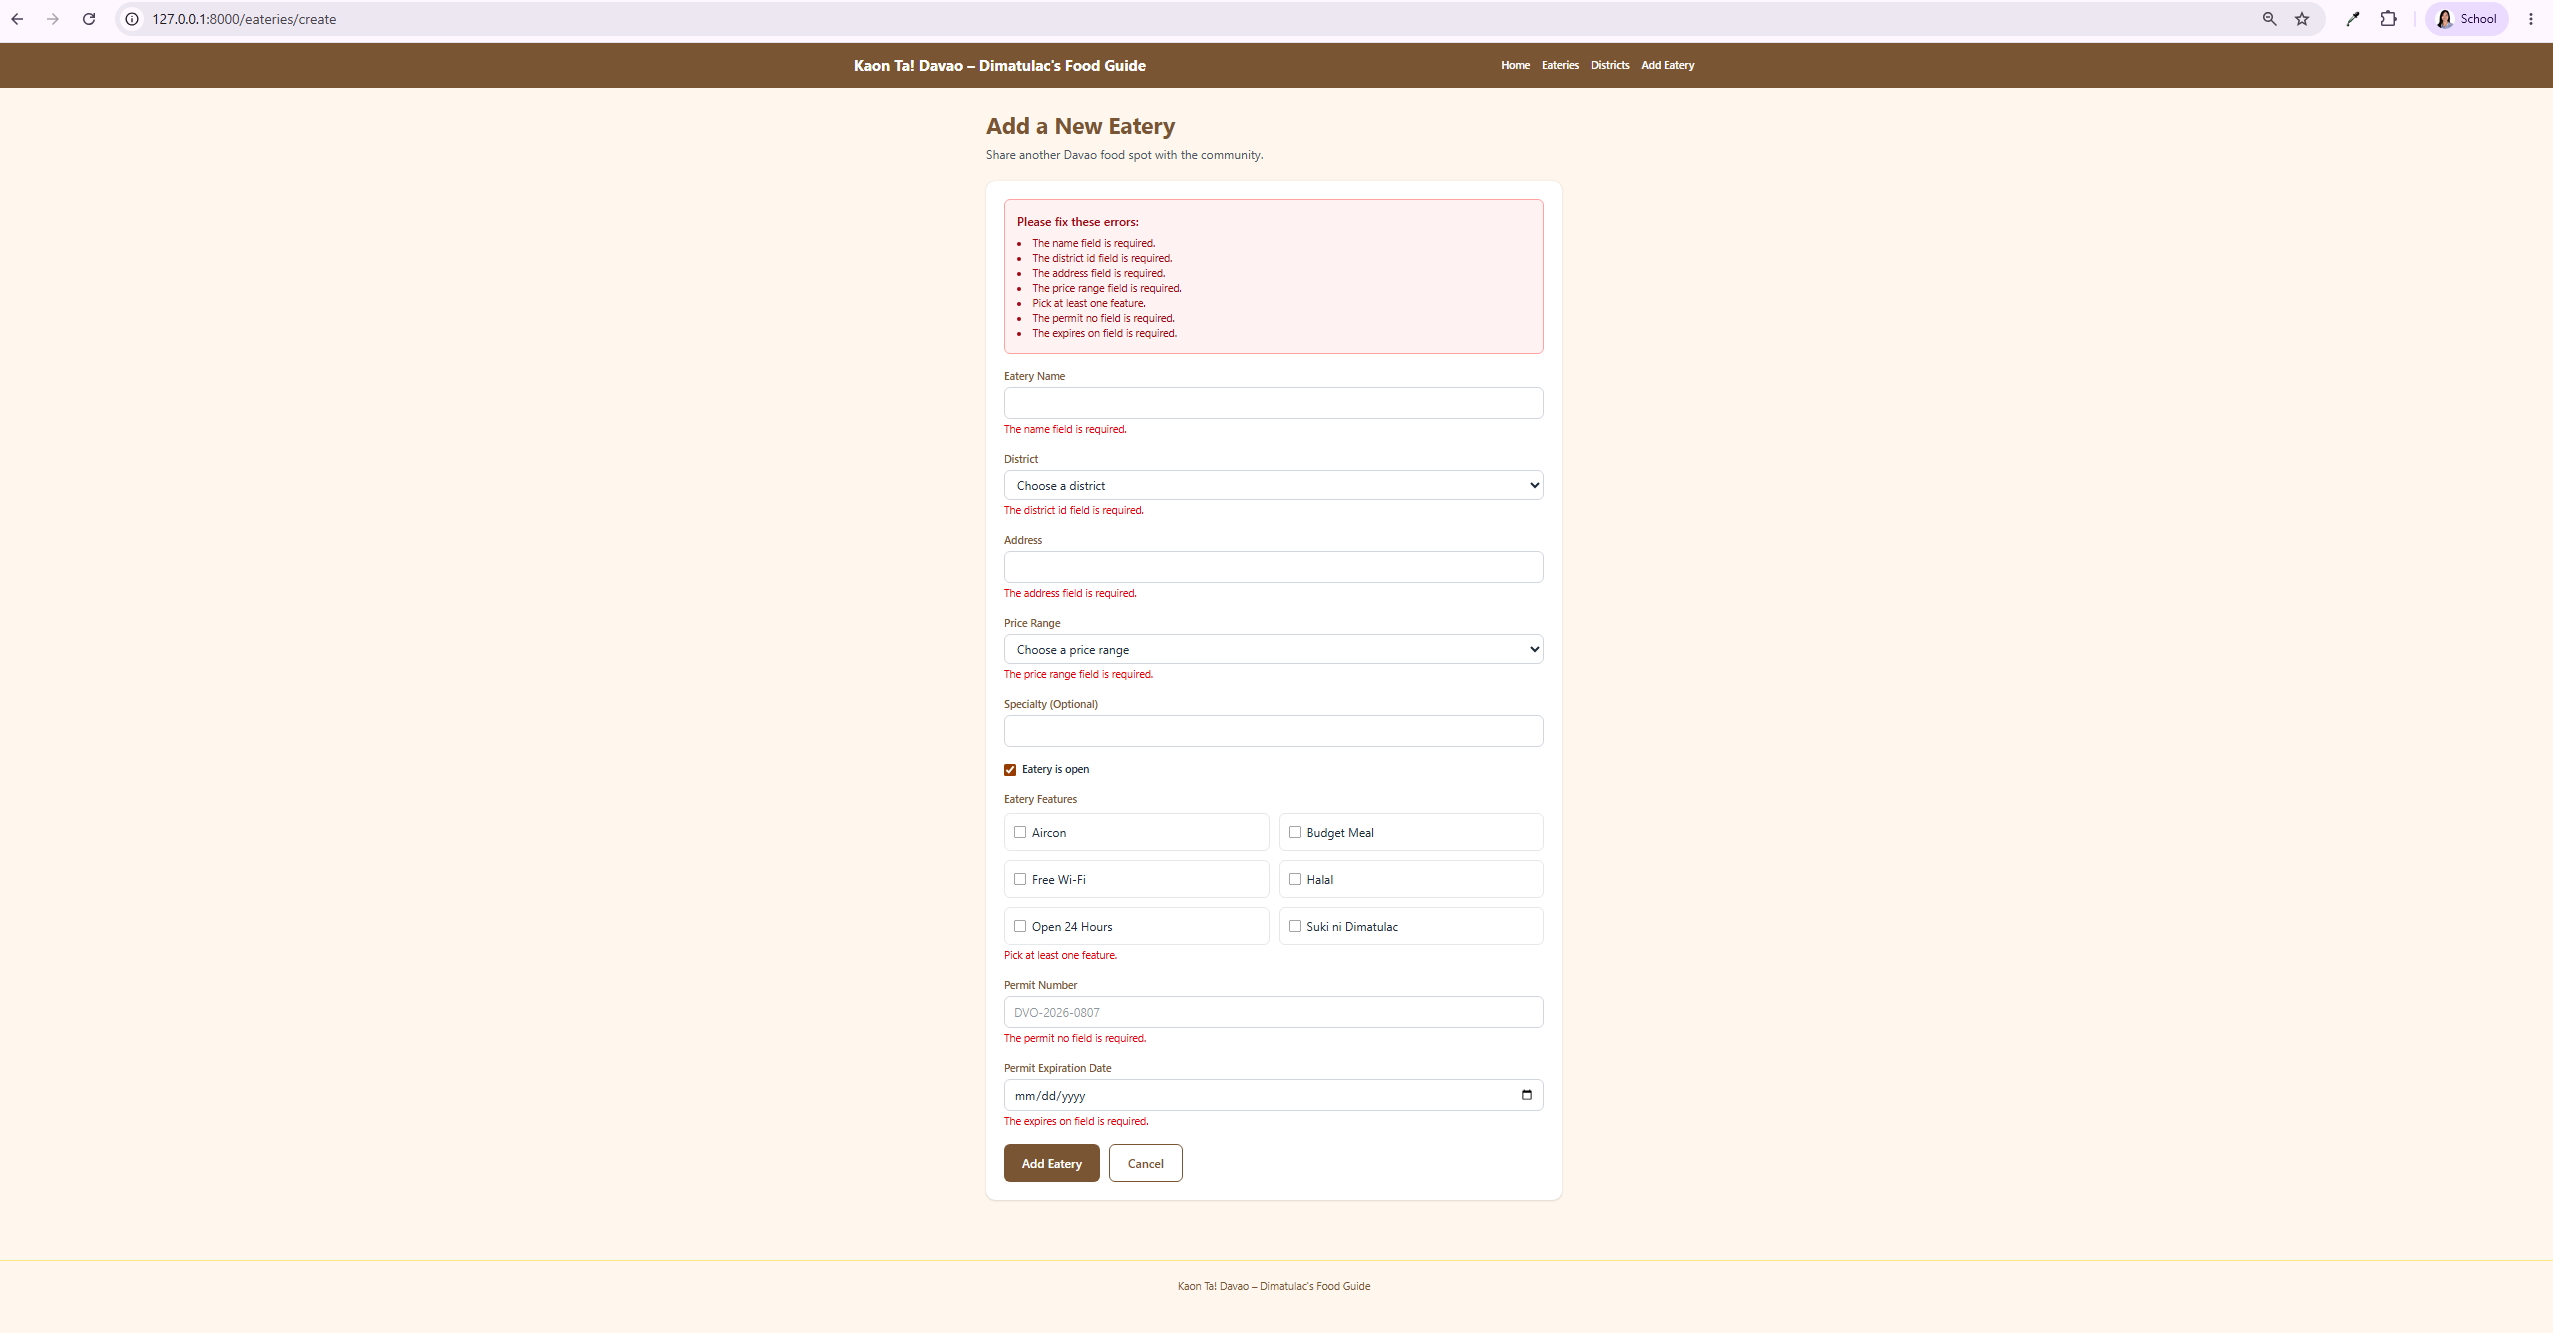 127.0.0.1:8000/eateries/create
School
Kaon Ta! Davao – Dimatulac's Food Guide
Home Eateries Districts Add Eatery
Add a New Eatery
Share another Davao food spot with the community.
Please fix these errors:
The name field is required.
The district id field is required.
The address field is required.
The price range field is required.
Pick at least one feature.
The permit no field is required.
The expires on field is required.
Eatery Name
The name field is required.
District
Choose a district
The district id field is required.
Address
The address field is required.
Price Range
Choose a price range
The price range field is required.
Specialty (Optional)
Eatery is open
Eatery Features
Aircon Budget Meal
Free Wi-Fi Halal
Open 24 Hours Suki ni Dimatulac
Pick at least one feature.
Permit Number
DVO-2026-0807
The permit no field is required.
Permit Expiration Date
mm/dd/yyyy
The expires on field is required.
Add Eatery Cancel
Kaon Ta! Davao – Dimatulac's Food Guide